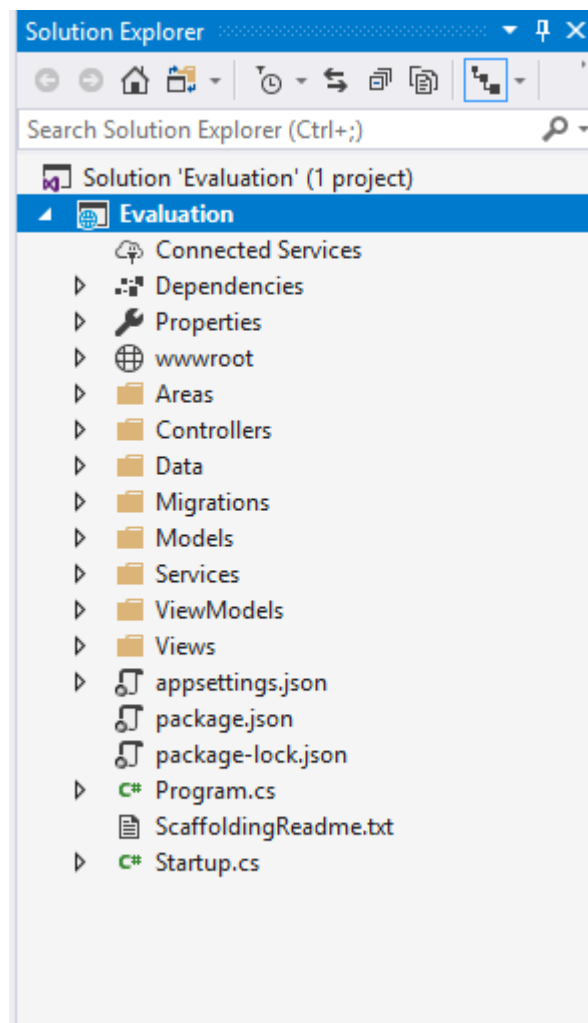 Solution Explorer
Search Solution Explorer (Ctrl+;)
Solution 'Evaluation' (1 project)
Evaluation
Connected Services
Dependencies
Properties
wwwroot
Areas
Controllers
Data
Migrations
Models
Services
ViewModels
Views
appsettings.json
package.json
package-lock.json
C# Program.cs
ScaffoldingReadme.txt
C# Startup.cs